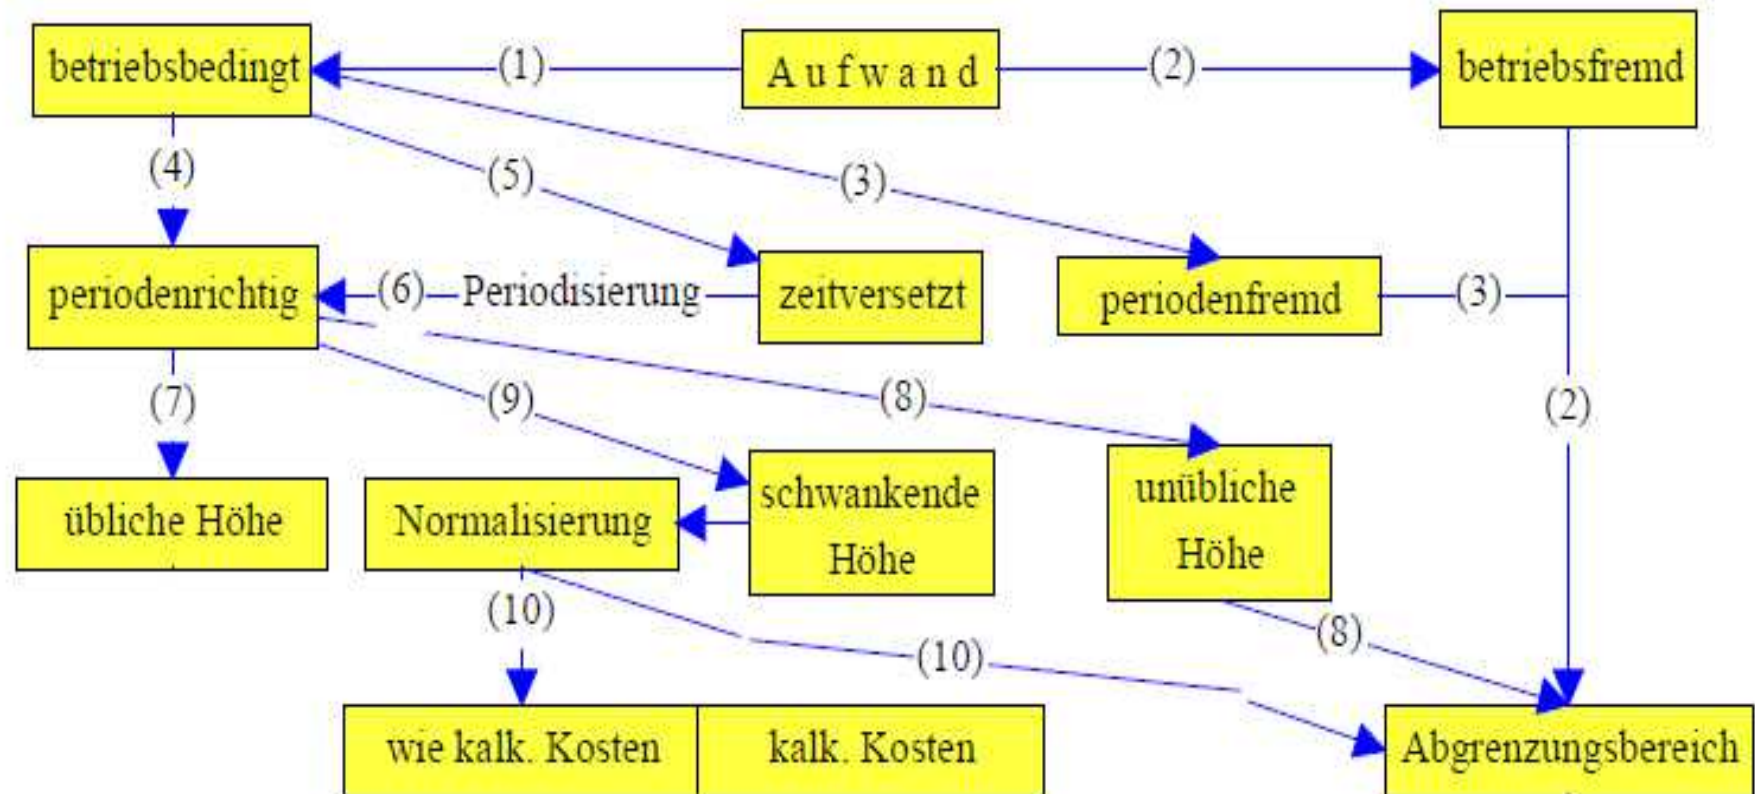 betriebsbedingt
(1)
Aufwand
(2)
betriebsfremd
(4)
(5)
(3)
periodenrichtig
(6)
Periodisierung
zeitversetzt
periodenfremd
(3)
(7)
(9)
(8)
(2)
übliche Höhe
Normalisierung
schwankende
Höhe
unübliche
Höhe
(10)
(10)
(8)
wie kalk. Kosten
kalk. Kosten
Abgrenzungsbereich